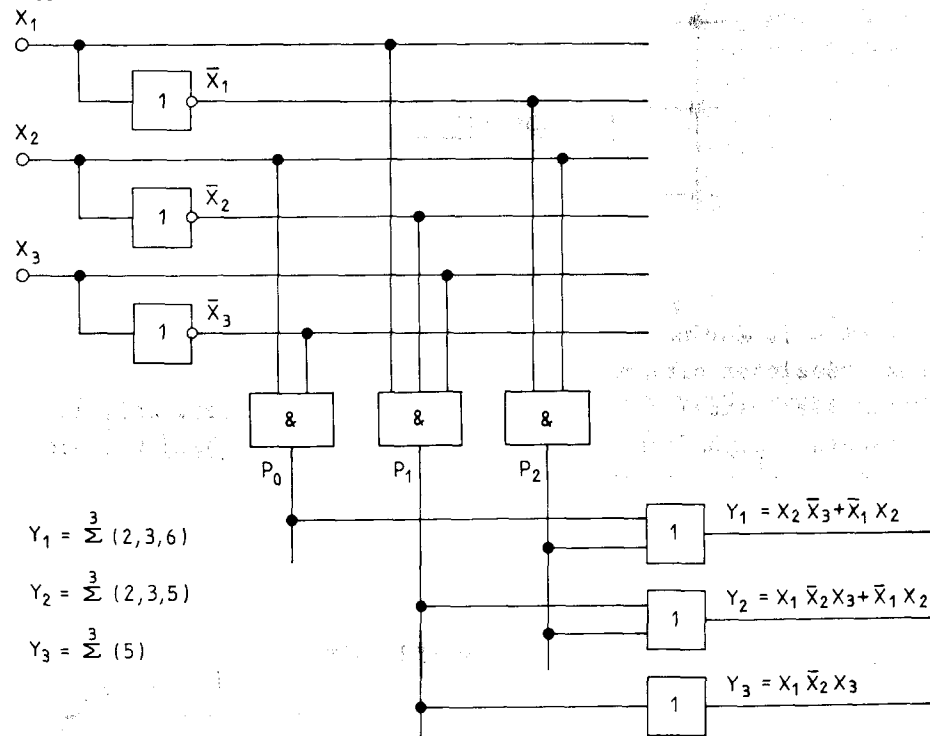 X₁
1
X̄₁
X₂
1
X̄₂
X₃
1
X̄₃
& & &
P₀ P₁ P₂
Y₁ = Σ³ (2,3,6)
Y₂ = Σ³ (2,3,5)
Y₃ = Σ³ (5)
1 Y₁ = X₂ X̄₃ + X̄₁ X₂
1 Y₂ = X₁ X̄₂ X₃ + X̄₁ X₂
1 Y₃ = X₁ X̄₂ X₃